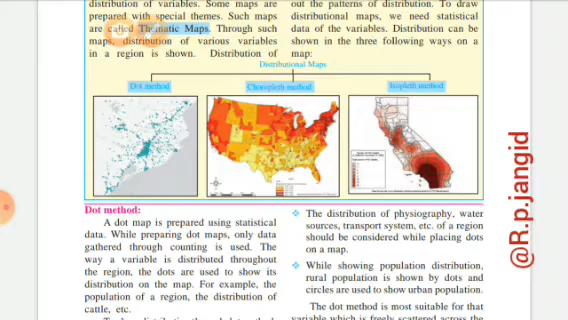 distribution of variables. Some maps are
prepared with special themes. Such maps
are called Thematic Maps. Through such
maps, distribution of various variables
in a region is shown. Distribution of
out the patterns of distribution. To draw
distributional maps, we need statistical
data of the variables. Distribution can be
shown in the three following ways on a
map:
Distributional Maps
Dot method
Choropleth method
Isopleth method
Dot method:
A dot map is prepared using statistical
data. While preparing dot maps, only data
gathered through counting is used. The
way a variable is distributed throughout
the region, the dots are used to show its
distribution on the map. For example, the
population of a region, the distribution of
cattle, etc.
❖ The distribution of physiography, water
sources, transport system, etc. of a region
should be considered while placing dots
on a map.
❖ While showing population distribution,
rural population is shown by dots and
circles are used to show urban population.
The dot method is most suitable for that
variable which is freely scattered across the
@R.p.jangid